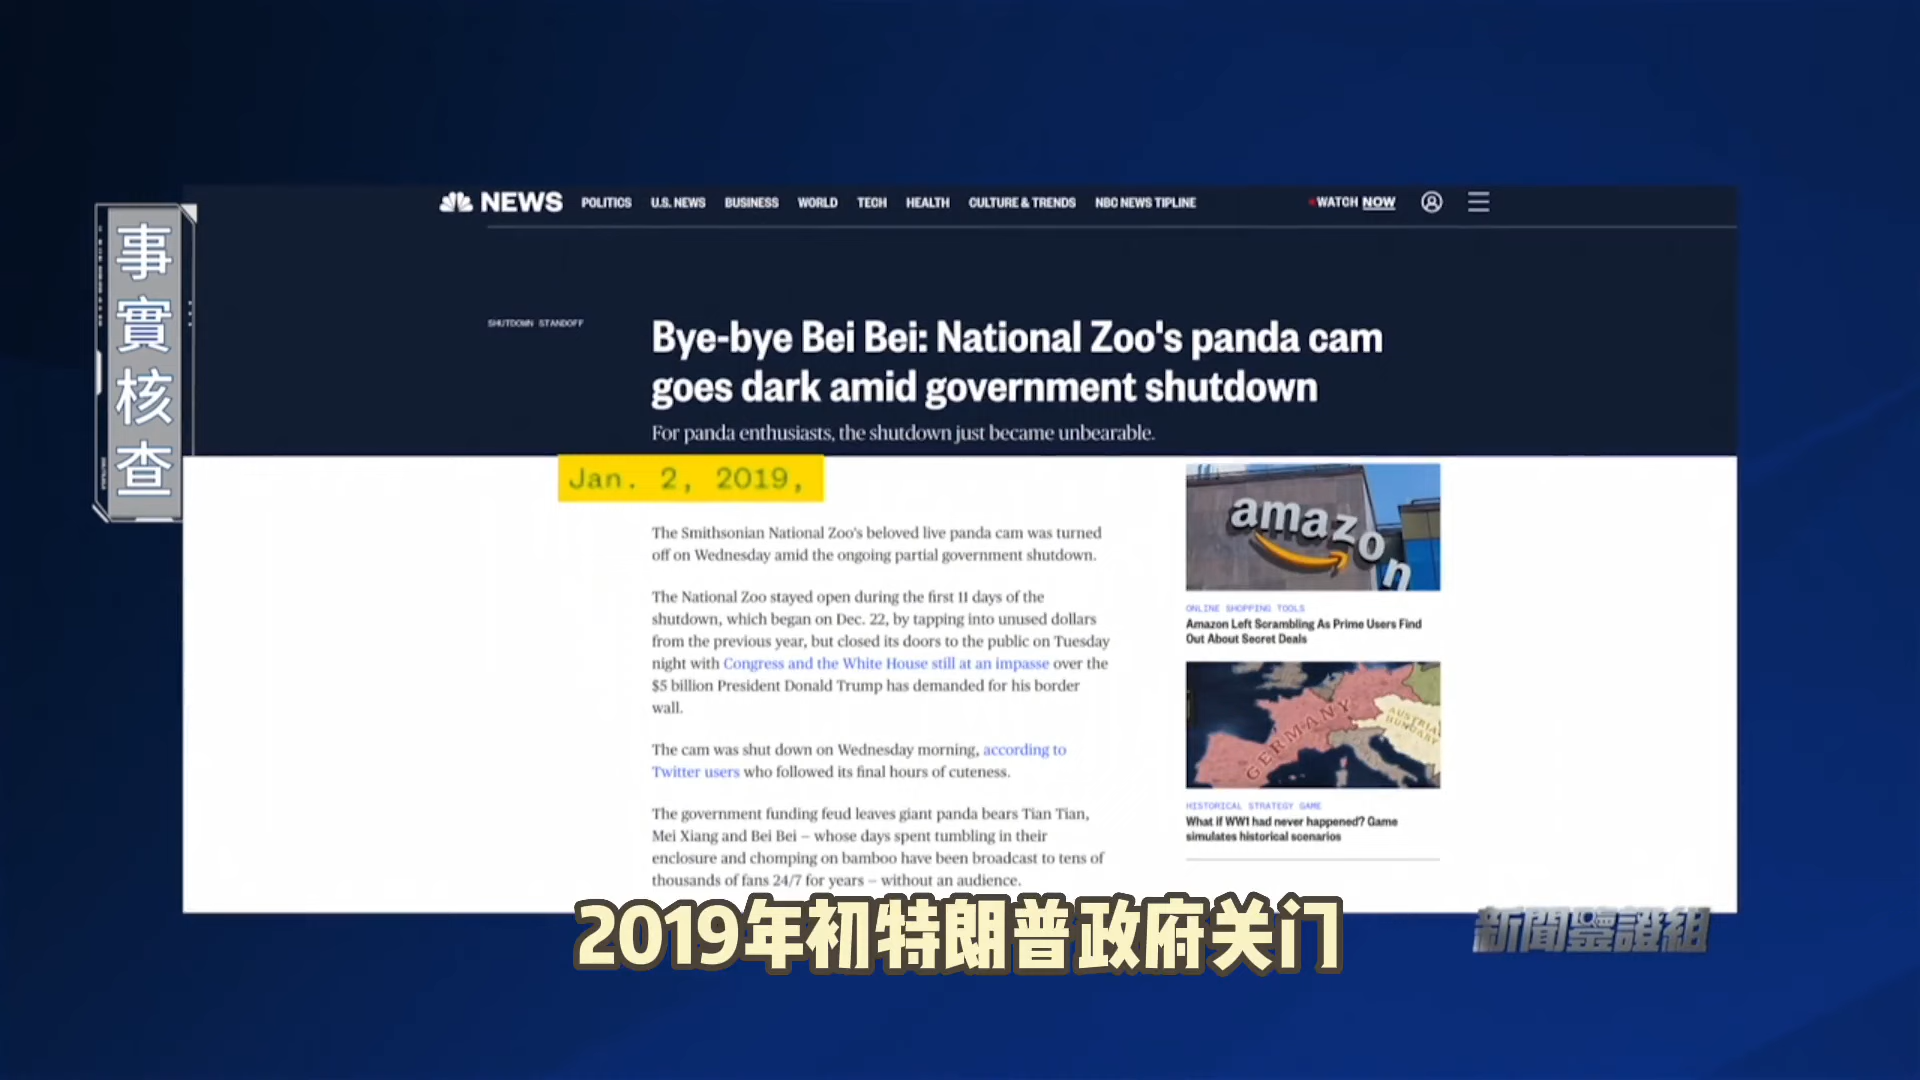 事實核查
NEWS POLITICS U.S. NEWS BUSINESS WORLD TECH HEALTH CULTURE & TRENDS NBC NEWS TIPLINE WATCH NOW
SHUTDOWN STANDOFF
Bye-bye Bei Bei: National Zoo's panda cam
goes dark amid government shutdown
For panda enthusiasts, the shutdown just became unbearable.
Jan. 2, 2019,
The Smithsonian National Zoo's beloved live panda cam was turned
off on Wednesday amid the ongoing partial government shutdown.
The National Zoo stayed open during the first 11 days of the
shutdown, which began on Dec. 22, by tapping into unused dollars
from the previous year, but closed its doors to the public on Tuesday
night with Congress and the White House still at an impasse over the
$5 billion President Donald Trump has demanded for his border
wall.
The cam was shut down on Wednesday morning, according to
Twitter users who followed its final hours of cuteness.
The government funding feud leaves giant panda bears Tian Tian,
Mei Xiang and Bei Bei – whose days spent tumbling in their
enclosure and chomping on bamboo have been broadcast to tens of
thousands of fans 24/7 for years – without an audience.
amazon
ONLINE SHOPPING TOOLS
Amazon Left Scrambling As Prime Users Find
Out About Secret Deals
GERMANY
AUSTRIA
HUNGARY
HISTORICAL STRATEGY GAME
What if WW1 had never happened? Game
simulates historical scenarios
2019年初特朗普政府关门
新聞鑒證組